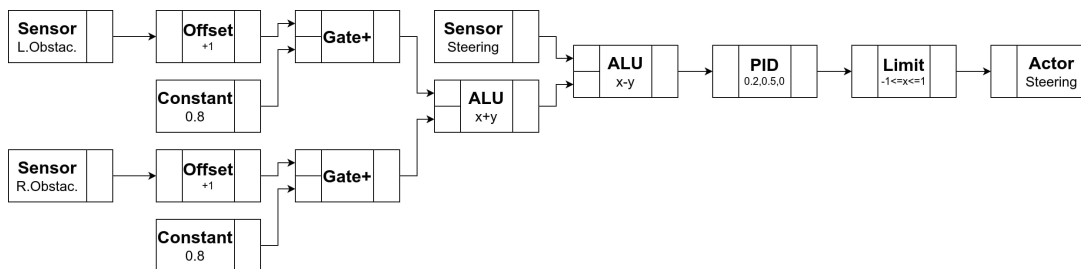 Sensor
L.Obstac.
Offset
+1
Gate+
Constant
0.8
Sensor
Steering
ALU
x+y
ALU
x-y
PID
0.2,0.5,0
Limit
-1<=x<=1
Actor
Steering
Sensor
R.Obstac.
Offset
+1
Gate+
Constant
0.8